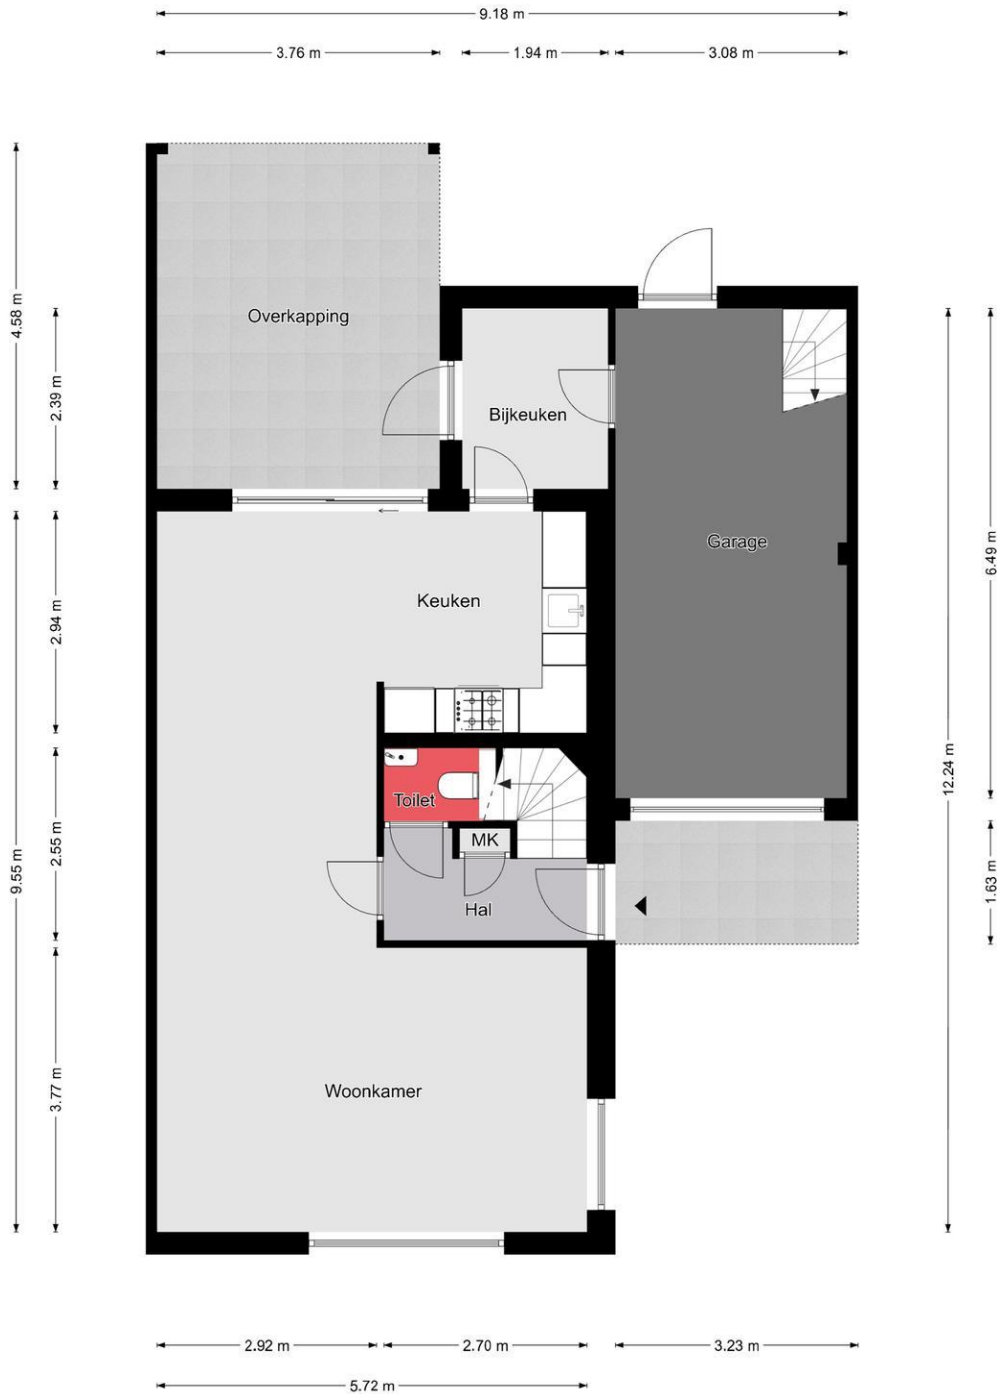 9.18 m
3.76 m
1.94 m
3.08 m
4.58 m
2.39 m
Overkapping
Bijkeuken
6.49 m
Garage
2.94 m
Keuken
12.24 m
2.55 m
Toilet
MK
9.55 m
1.63 m
Hal
3.77 m
Woonkamer
2.92 m
2.70 m
3.23 m
5.72 m